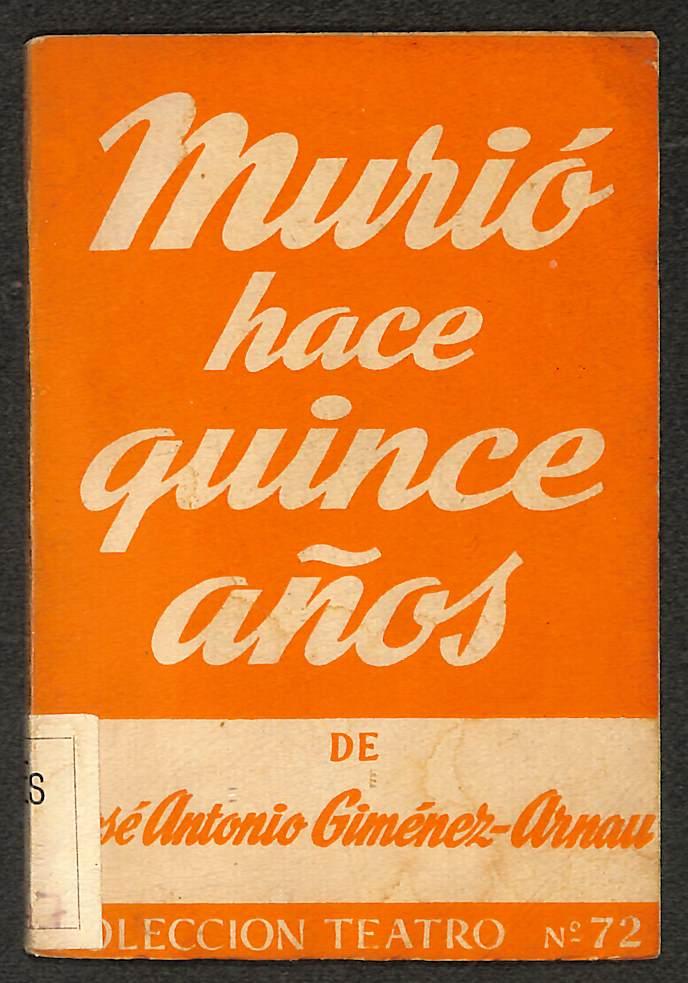 Murió
hace
quince
años
DE
sé Antonio Giménez-Arnau
OLECCION TEATRO Nº 72
S